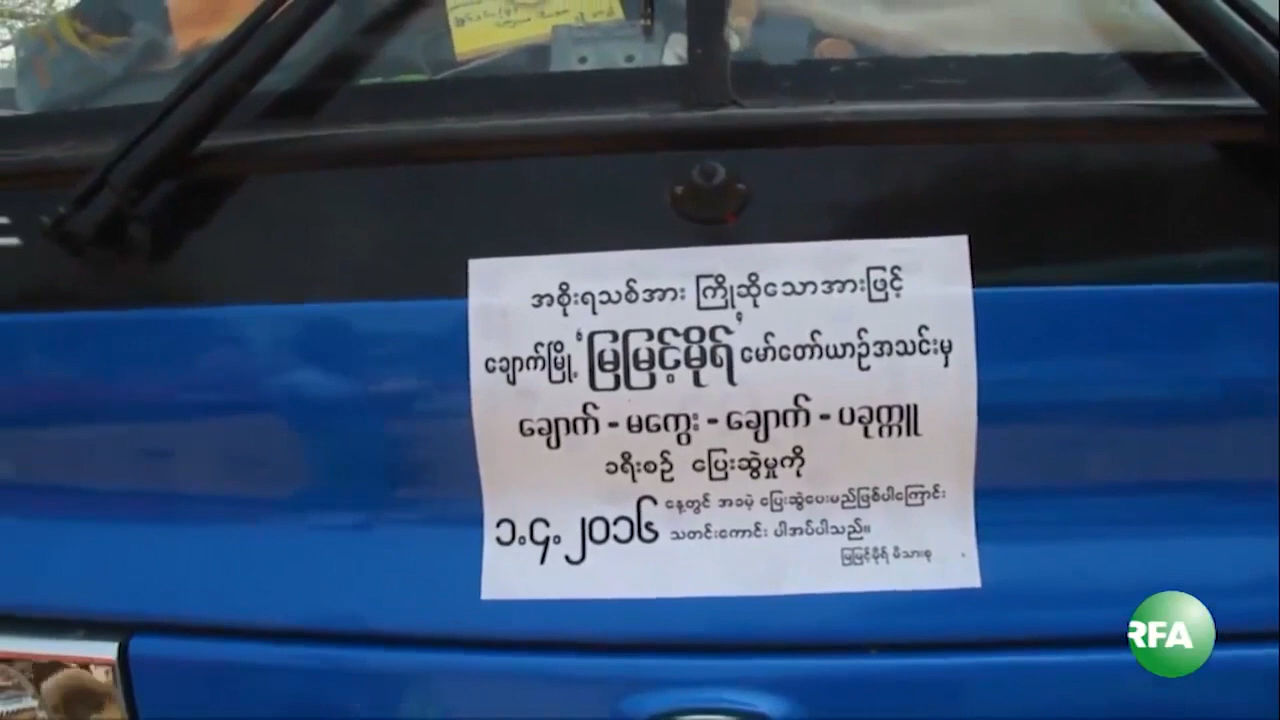 အစိုးရသစ်အား ကြိုဆိုသောအားဖြင့်
ချောက်မြို့ "မြမြင့်မိုရ်" မော်တော်ယာဉ်အသင်းမှ
ချောက် - မကွေး - ချောက် - ပခုက္ကူ
ခရီးစဉ် ပြေးဆွဲမှုကို
၁.၄.၂၀၁၆ နေ့တွင် အခမဲ့ ပြေးဆွဲပေးမည်ဖြစ်ပါကြောင်း
သတင်းကောင်း ပါအပ်ပါသည်။
မြမြင့်မိုရ် မိသားစု
RFA